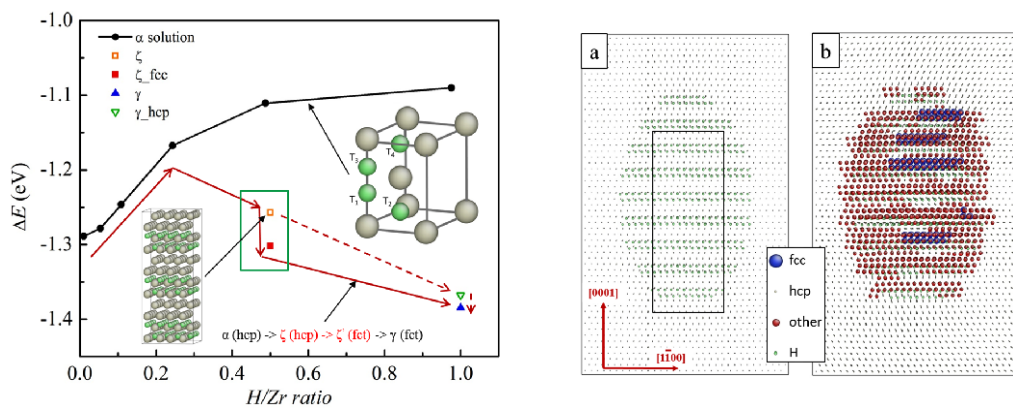 -1.0
-1.1
-1.2
-1.3
-1.4
ΔE (eV)
α solution
ζ
ζ_fcc
γ
γ_hcp
T3
T4
T1
T2
α (hcp) -> ζ (hcp) -> ζ (fct) -> γ (fct)
0.0 0.2 0.4 0.6 0.8 1.0
H/Zr ratio
a
[0001]
[11̅00]
b
fcc
hcp
other
H